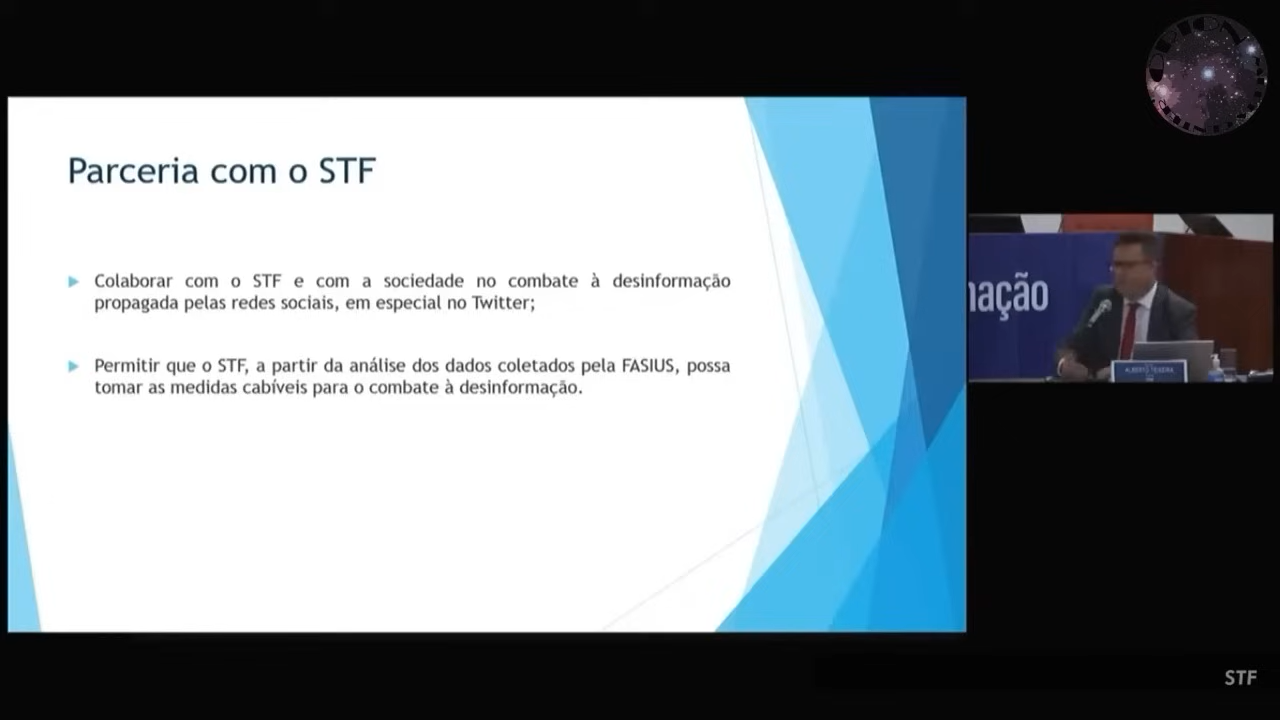 Parceria com o STF
Colaborar com o STF e com a sociedade no combate à desinformação
propagada pelas redes sociais, em especial no Twitter;
Permitir que o STF, a partir da análise dos dados coletados pela FASIUS, possa
tomar as medidas cabíveis para o combate à desinformação.
nação
STF